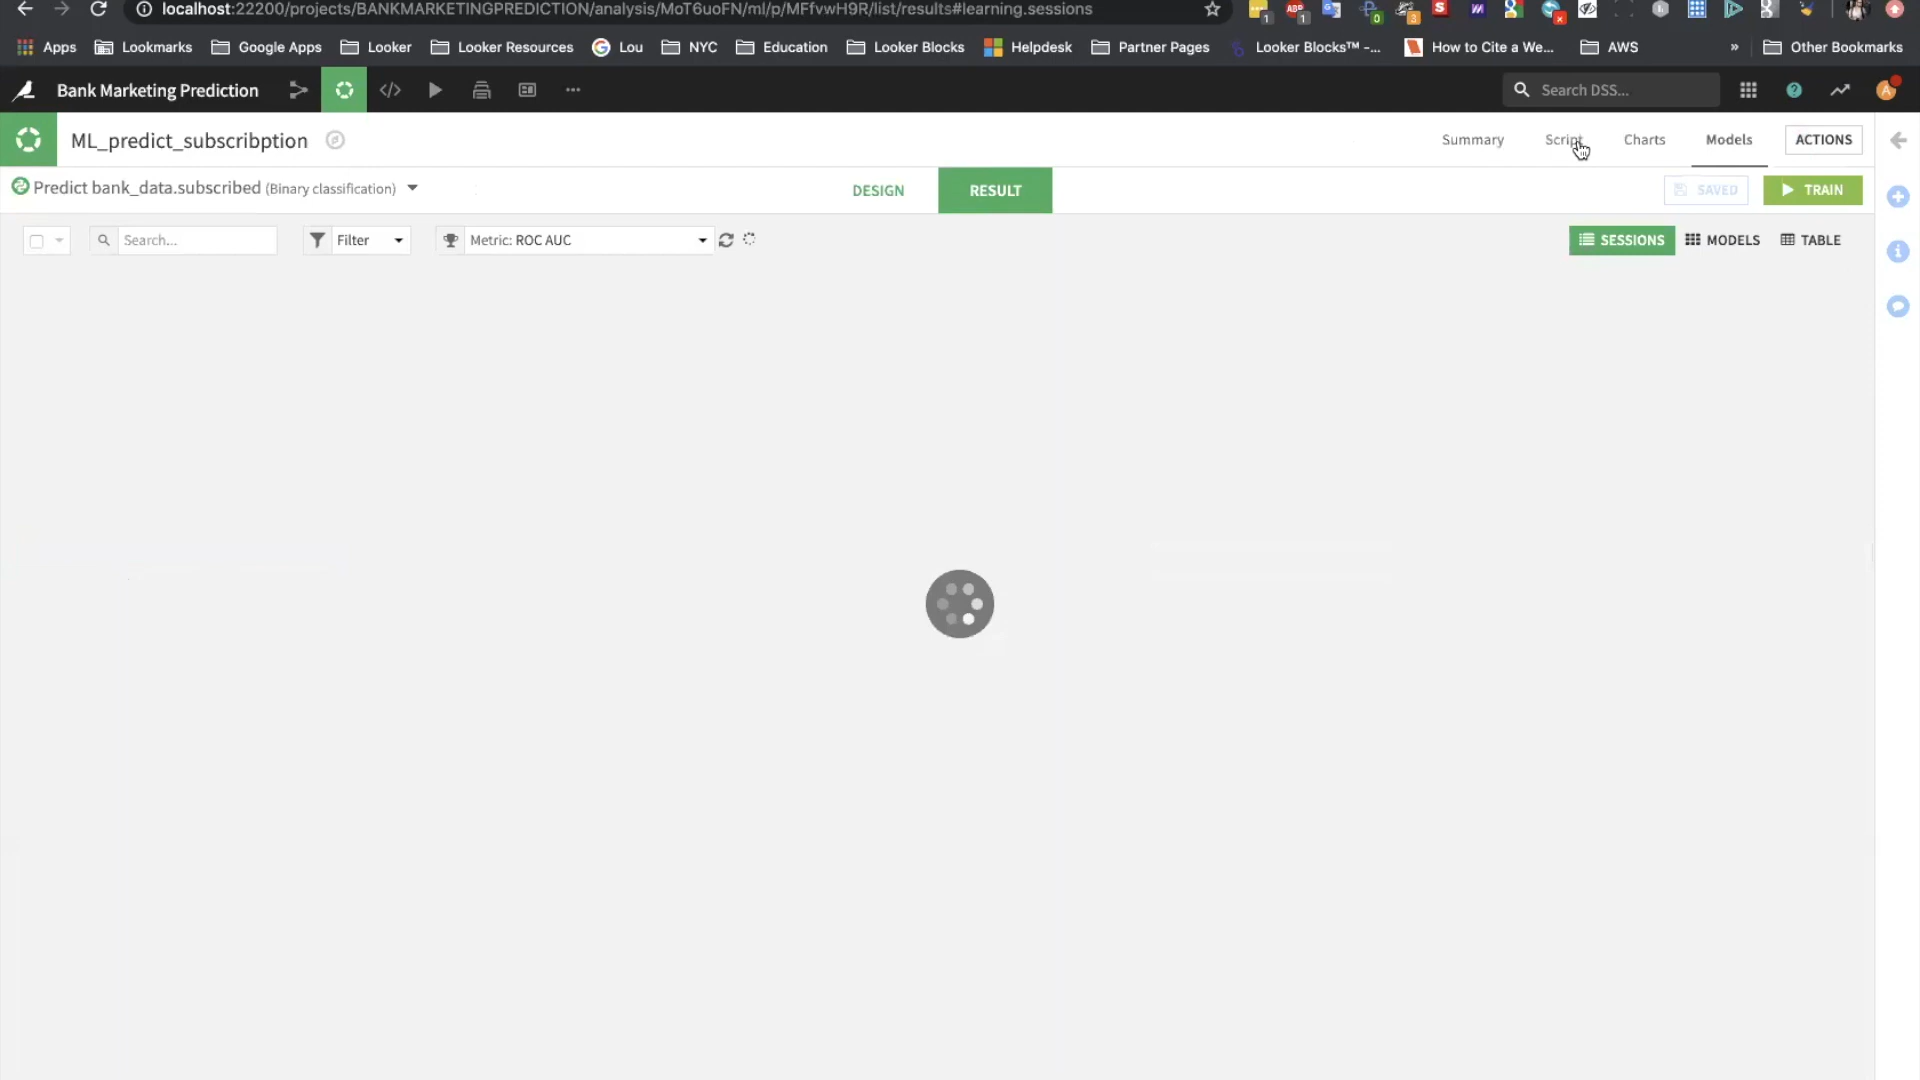 localhost:22200/projects/BANKMARKETINGPREDICTION/analysis/MoT6uoFN/ml/p/MFfvwH9R/list/results#learning.sessions
Apps Lookmarks Google Apps Looker Looker Resources Lou NYC Education Looker Blocks Helpdesk Partner Pages Looker Blocks™ -... How to Cite a We... AWS » Other Bookmarks
Bank Marketing Prediction Search DSS...
ML_predict_subscribption Summary Script Charts Models ACTIONS
Predict bank_data.subscribed (Binary classification) DESIGN RESULT SAVED TRAIN
Search... Filter Metric: ROC AUC SESSIONS MODELS TABLE